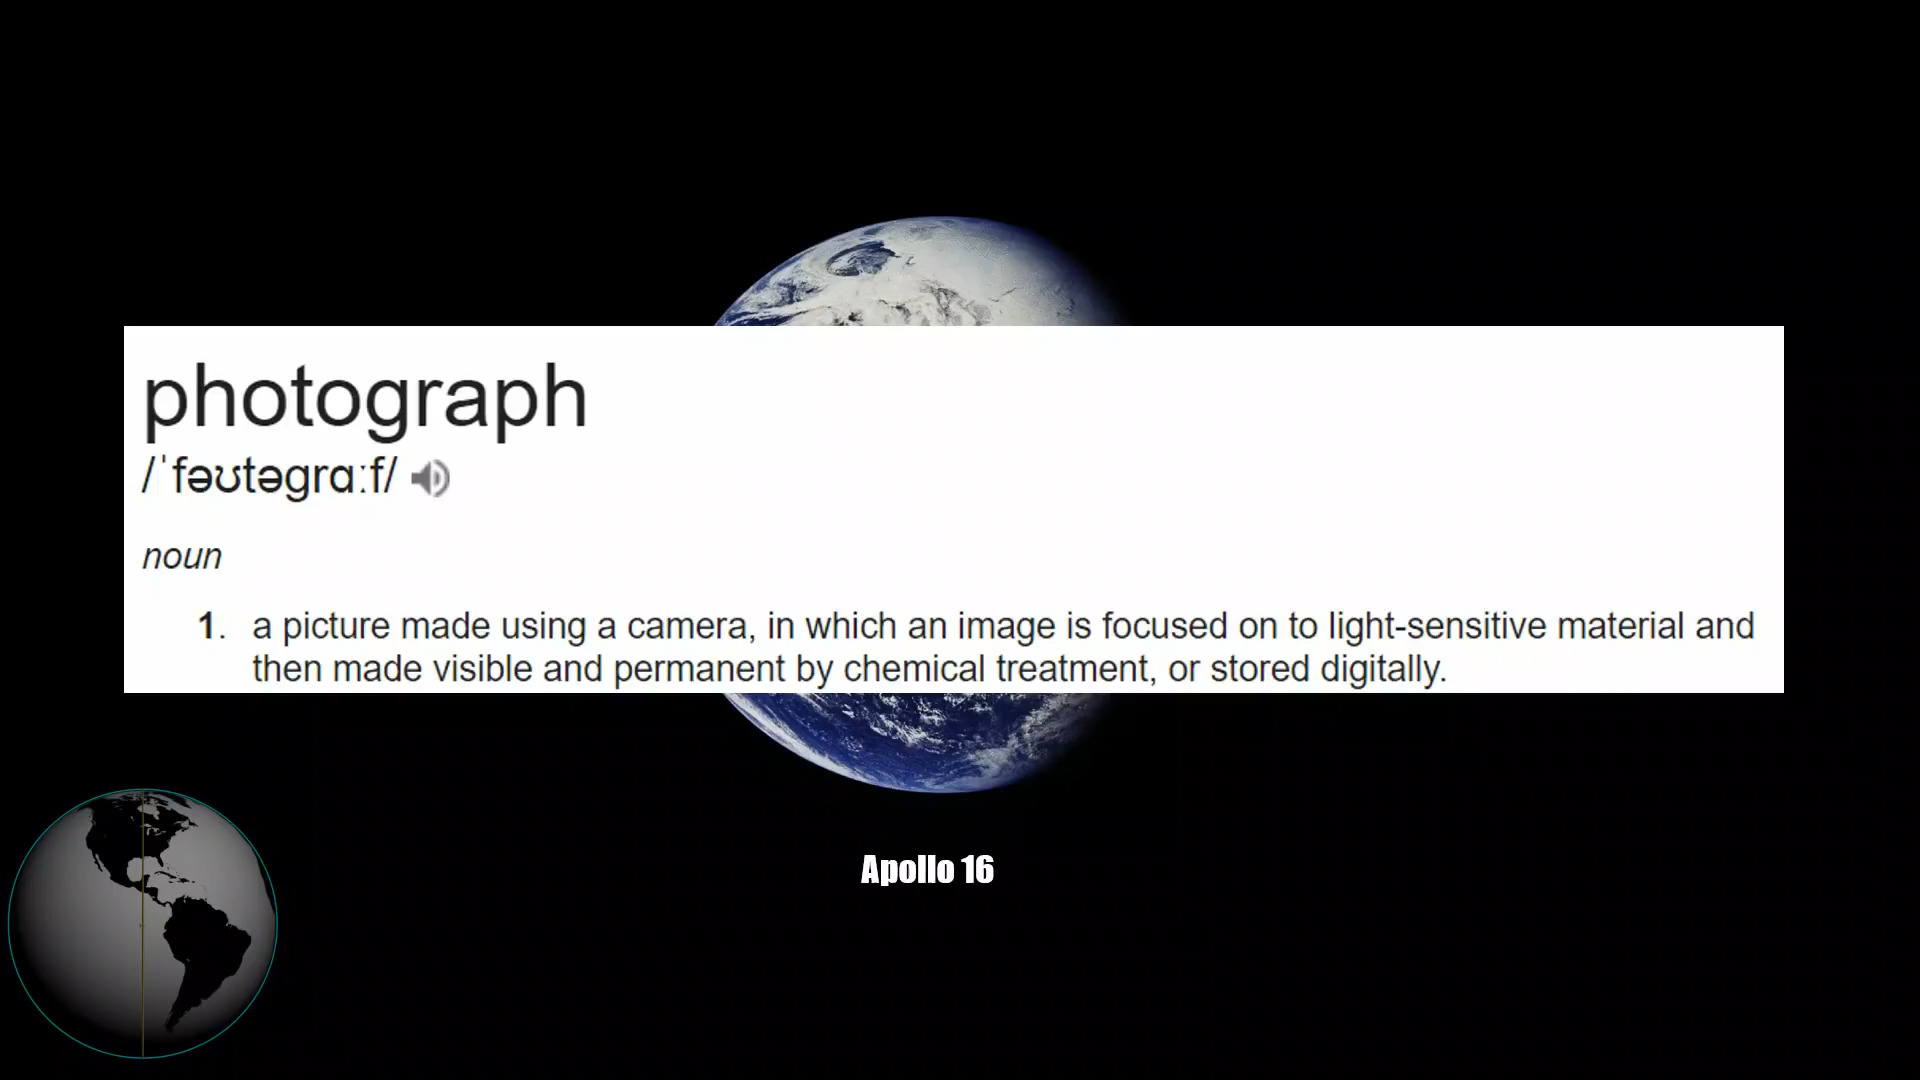 photograph
/ˈfəʊtəɡrɑːf/
noun
1. a picture made using a camera, in which an image is focused on to light-sensitive material and
then made visible and permanent by chemical treatment, or stored digitally.
Apollo 16